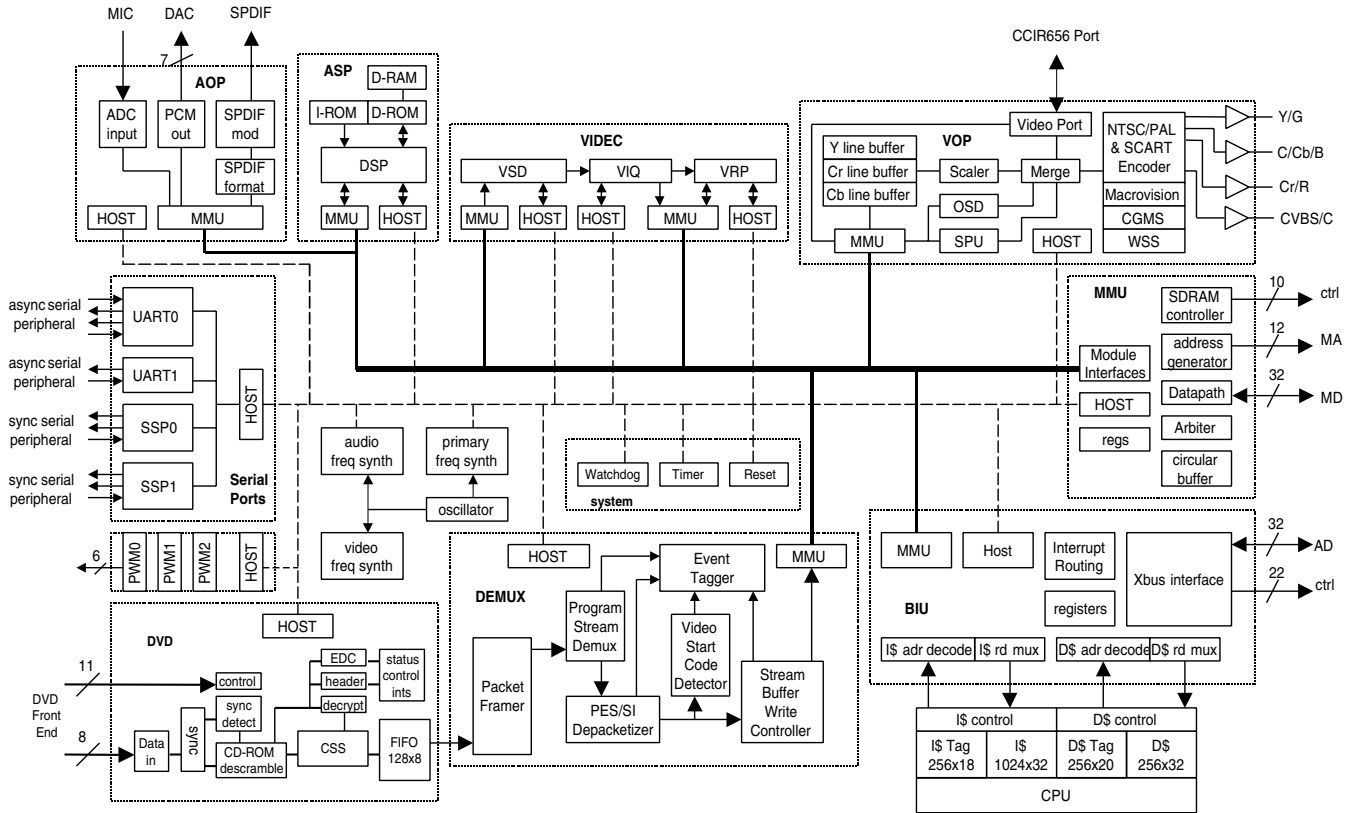 MIC DAC SPDIF
7
AOP
ADC
input
PCM
out
SPDIF
mod
SPDIF
format
HOST
MMU
ASP
D-RAM
I-ROM
D-ROM
DSP
MMU
HOST
VIDEC
VSD
VIQ
VRP
MMU
HOST
HOST
MMU
HOST
CCIR656 Port
VOP
Video Port
Y line buffer
Cr line buffer
Cb line buffer
Scaler
Merge
OSD
SPU
MMU
HOST
NTSC/PAL
& SCART
Encoder
Macrovision
CGMS
WSS
Y/G
C/Cb/B
Cr/R
CVBS/C
async serial
peripheral
async serial
peripheral
sync serial
peripheral
sync serial
peripheral
UART0
UART1
SSP0
SSP1
HOST
Serial
Ports
MMU
SDRAM
controller
Module
Interfaces
address
generator
HOST
Datapath
regs
Arbiter
circular
buffer
10
ctrl
12
MA
32
MD
audio
freq synth
primary
freq synth
oscillator
video
freq synth
Watchdog
Timer
Reset
system
6
PWM0
PWM1
PWM2
HOST
DVD
HOST
11
DVD
Front
End
8
control
sync
detect
Data
in
sync
CD-ROM
descramble
EDC
header
decrypt
status
control
ints
CSS
FIFO
128x8
DEMUX
HOST
Event
Tagger
MMU
Packet
Framer
Program
Stream
Demux
Video
Start
Code
Detector
PES/SI
Depacketizer
Stream
Buffer
Write
Controller
BIU
MMU
Host
Interrupt
Routing
registers
Xbus interface
32
AD
22
ctrl
I$ adr decode
I$ rd mux
D$ adr decode
D$ rd mux
I$ control
D$ control
I$ Tag
256x18
I$
1024x32
D$ Tag
256x20
D$
256x32
CPU